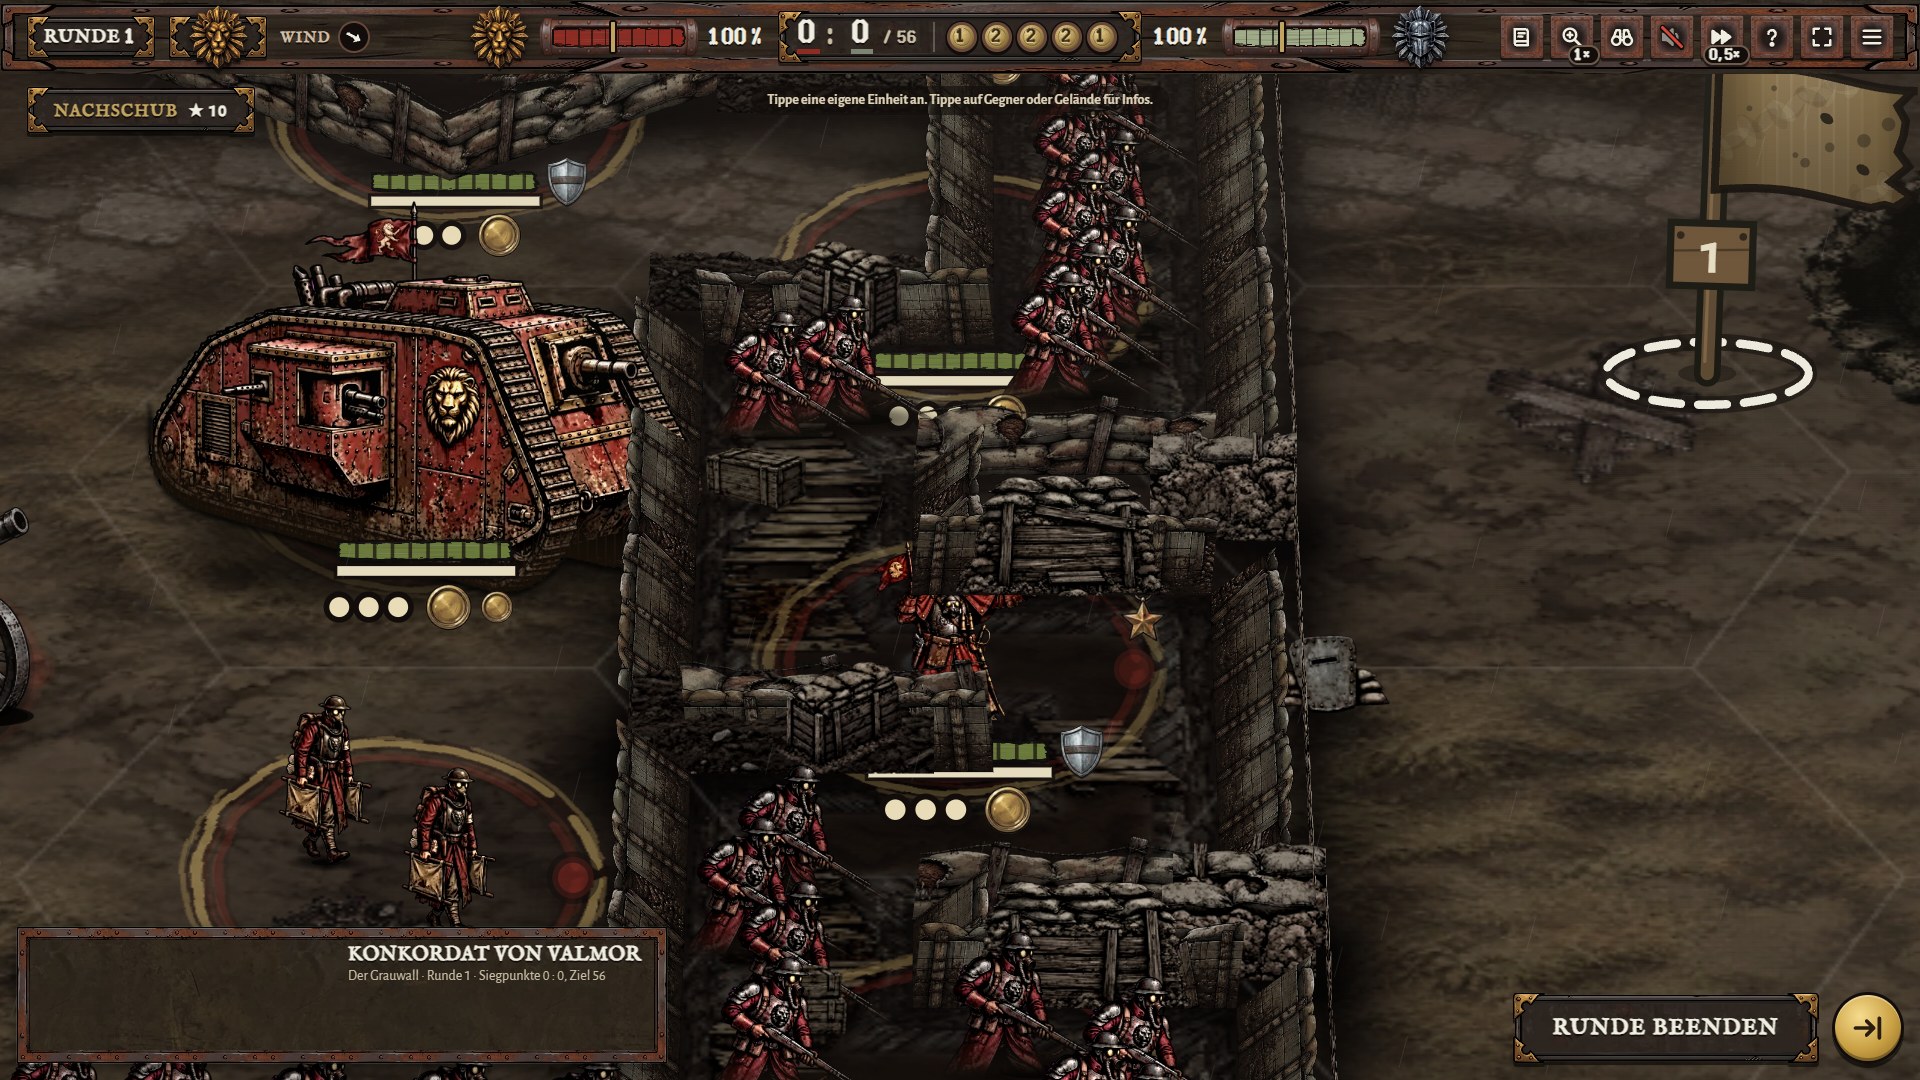 RUNDE 1
WIND
100%
0 : 0 / 56
1 2 2 2 1
100%
1×
0,5×
?
NACHSCHUB ★ 10
Tippe eine eigene Einheit an. Tippe auf Gegner oder Gelände für Infos.
1
KONKORDAT VON VALMOR
Der Grauwall · Runde 1 · Siegpunkte 0 : 0, Ziel 56
RUNDE BEENDEN